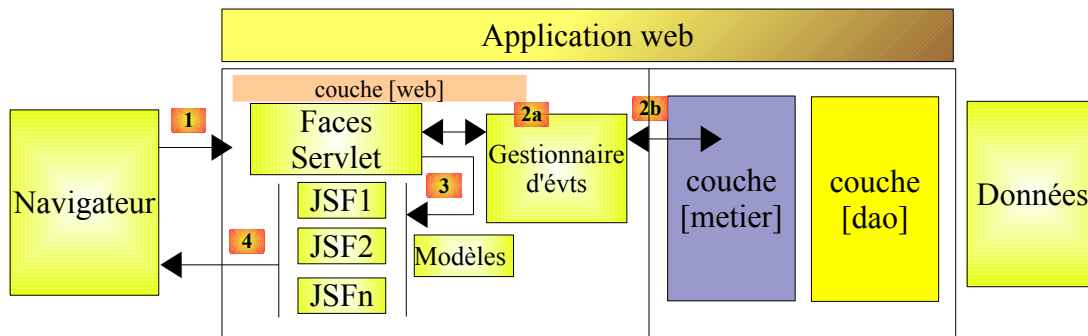 Application web
couche [web]
1
Faces
Servlet
2a
2b
Gestionnaire
d'évts
Navigateur
3
JSF1
JSF2
JSFn
4
Modèles
couche
[metier]
couche
[dao]
Données